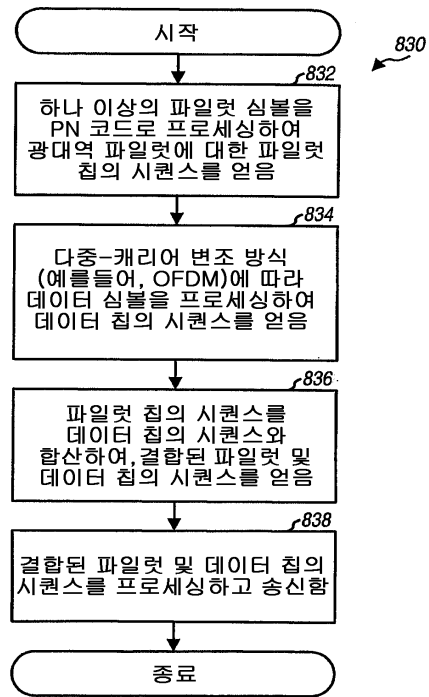 시작
830
832
하나 이상의 파일럿 심볼을
PN 코드로 프로세싱하여
광대역 파일럿에 대한 파일럿
칩의 시퀀스를 얻음
834
다중-캐리어 변조 방식
(예를들어, OFDM)에 따라
데이터 심볼을 프로세싱하여
데이터 칩의 시퀀스를 얻음
836
파일럿 칩의 시퀀스를
데이터 칩의 시퀀스와
합산하여,결합된 파일럿 및
데이터 칩의 시퀀스를 얻음
838
결합된 파일럿 및 데이터 칩의
시퀀스를 프로세싱하고 송신함
종료